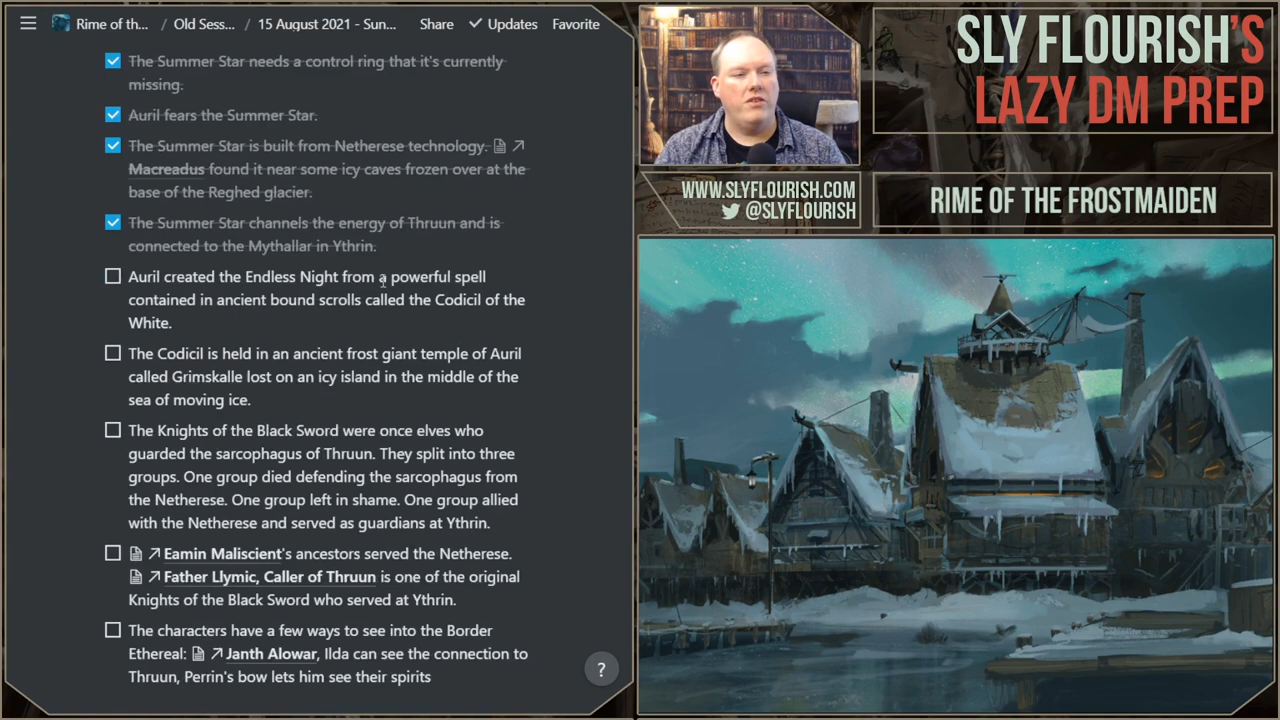 Rime of th... / Old Sess... / 15 August 2021 - Sun... Share Updates Favorite
The Summer Star needs a control ring that it's currently
missing.
Auril fears the Summer Star.
The Summer Star is built from Netherese technology.
Macreadus found it near some icy caves frozen over at the
base of the Reghed glacier.
The Summer Star channels the energy of Thruun and is
connected to the Mythallar in Ythrin.
Auril created the Endless Night from a powerful spell
contained in ancient bound scrolls called the Codicil of the
White.
The Codicil is held in an ancient frost giant temple of Auril
called Grimskalle lost on an icy island in the middle of the
sea of moving ice.
The Knights of the Black Sword were once elves who
guarded the sarcophagus of Thruun. They split into three
groups. One group died defending the sarcophagus from
the Netherese. One group left in shame. One group allied
with the Netherese and served as guardians at Ythrin.
Eamin Maliscient's ancestors served the Netherese.
Father Llymic, Caller of Thruun is one of the original
Knights of the Black Sword who served at Ythrin.
The characters have a few ways to see into the Border
Ethereal: Janth Alowar, Ilda can see the connection to
Thruun, Perrin's bow lets him see their spirits
?
SLY FLOURISH'S
LAZY DM PREP
WWW.SLYFLOURISH.COM
@SLYFLOURISH
RIME OF THE FROSTMAIDEN